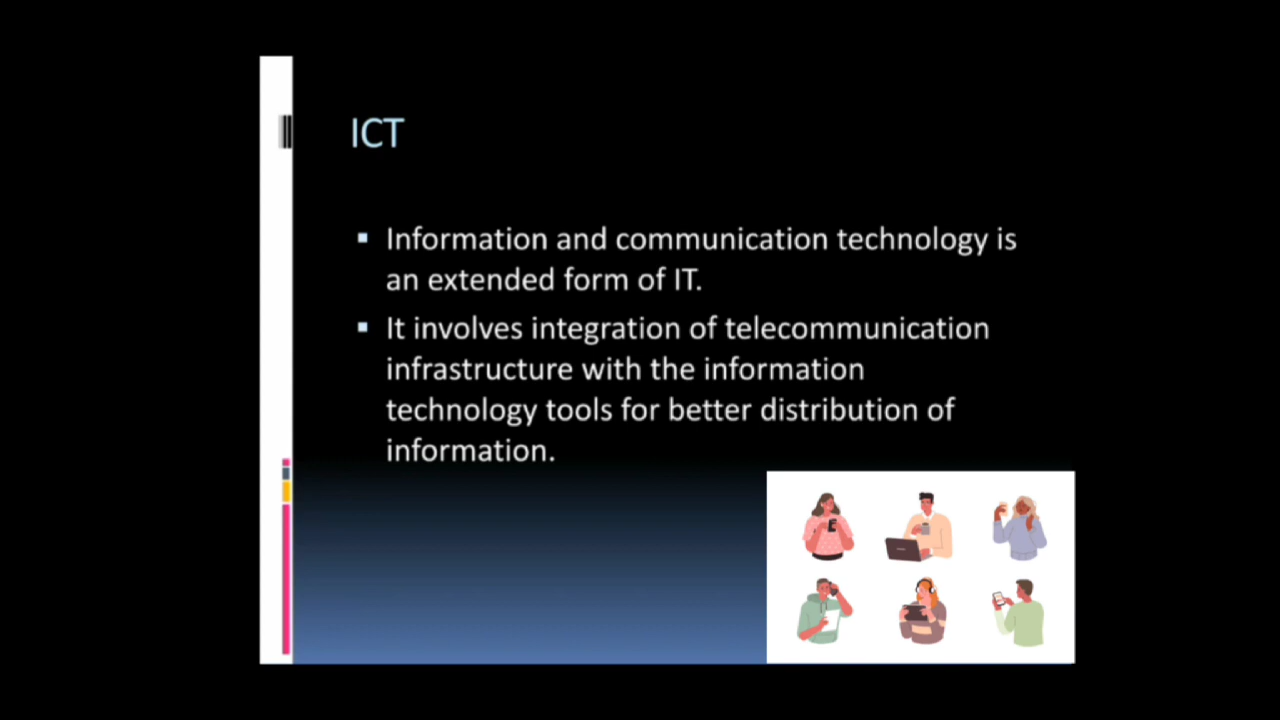 ICT
Information and communication technology is
an extended form of IT.
It involves integration of telecommunication
infrastructure with the information
technology tools for better distribution of
information.